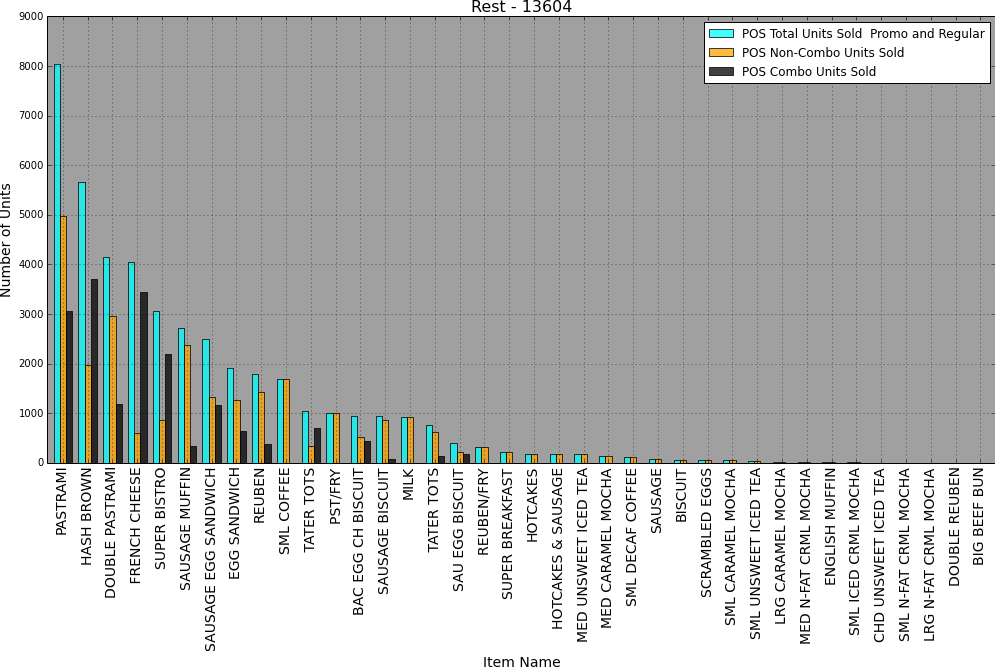 Rest - 13604
POS Total Units Sold  Promo and Regular
POS Non-Combo Units Sold
POS Combo Units Sold
Number of Units
9000
8000
7000
6000
5000
4000
3000
2000
1000
0
PASTRAMI
HASH BROWN
DOUBLE PASTRAMI
FRENCH CHEESE
SUPER BISTRO
SAUSAGE MUFFIN
SAUSAGE EGG SANDWICH
EGG SANDWICH
REUBEN
SML COFFEE
TATER TOTS
PST/FRY
BAC EGG CH BISCUIT
SAUSAGE BISCUIT
MILK
TATER TOTS
SAU EGG BISCUIT
REUBEN/FRY
SUPER BREAKFAST
HOTCAKES
HOTCAKES & SAUSAGE
MED UNSWEET ICED TEA
MED CARAMEL MOCHA
SML DECAF COFFEE
SAUSAGE
BISCUIT
SCRAMBLED EGGS
SML CARAMEL MOCHA
SML UNSWEET ICED TEA
LRG CARAMEL MOCHA
MED N-FAT CRML MOCHA
ENGLISH MUFFIN
SML ICED CRML MOCHA
CHD UNSWEET ICED TEA
SML N-FAT CRML MOCHA
LRG N-FAT CRML MOCHA
DOUBLE REUBEN
BIG BEEF BUN
Item Name